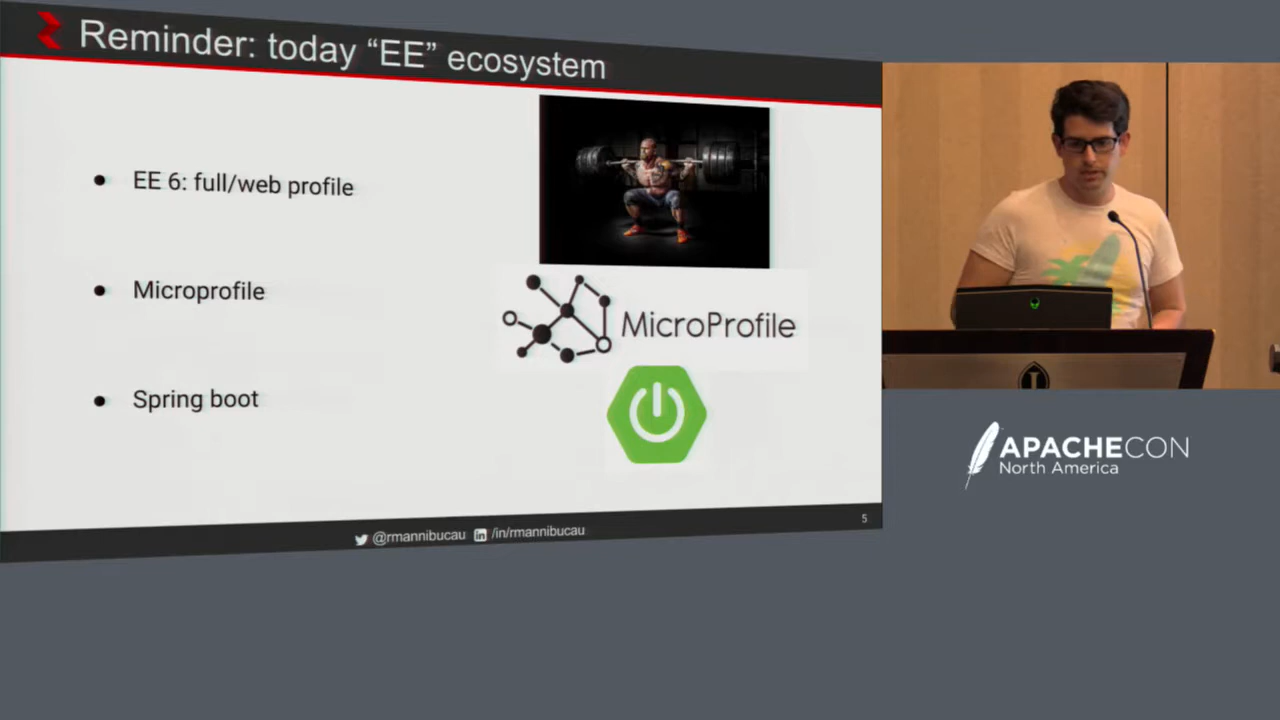 Reminder: today “EE” ecosystem
EE 6: full/web profile
Microprofile
Spring boot
MicroProfile
@rmannibucau /in/rmannibucau
5
APACHECON
North America